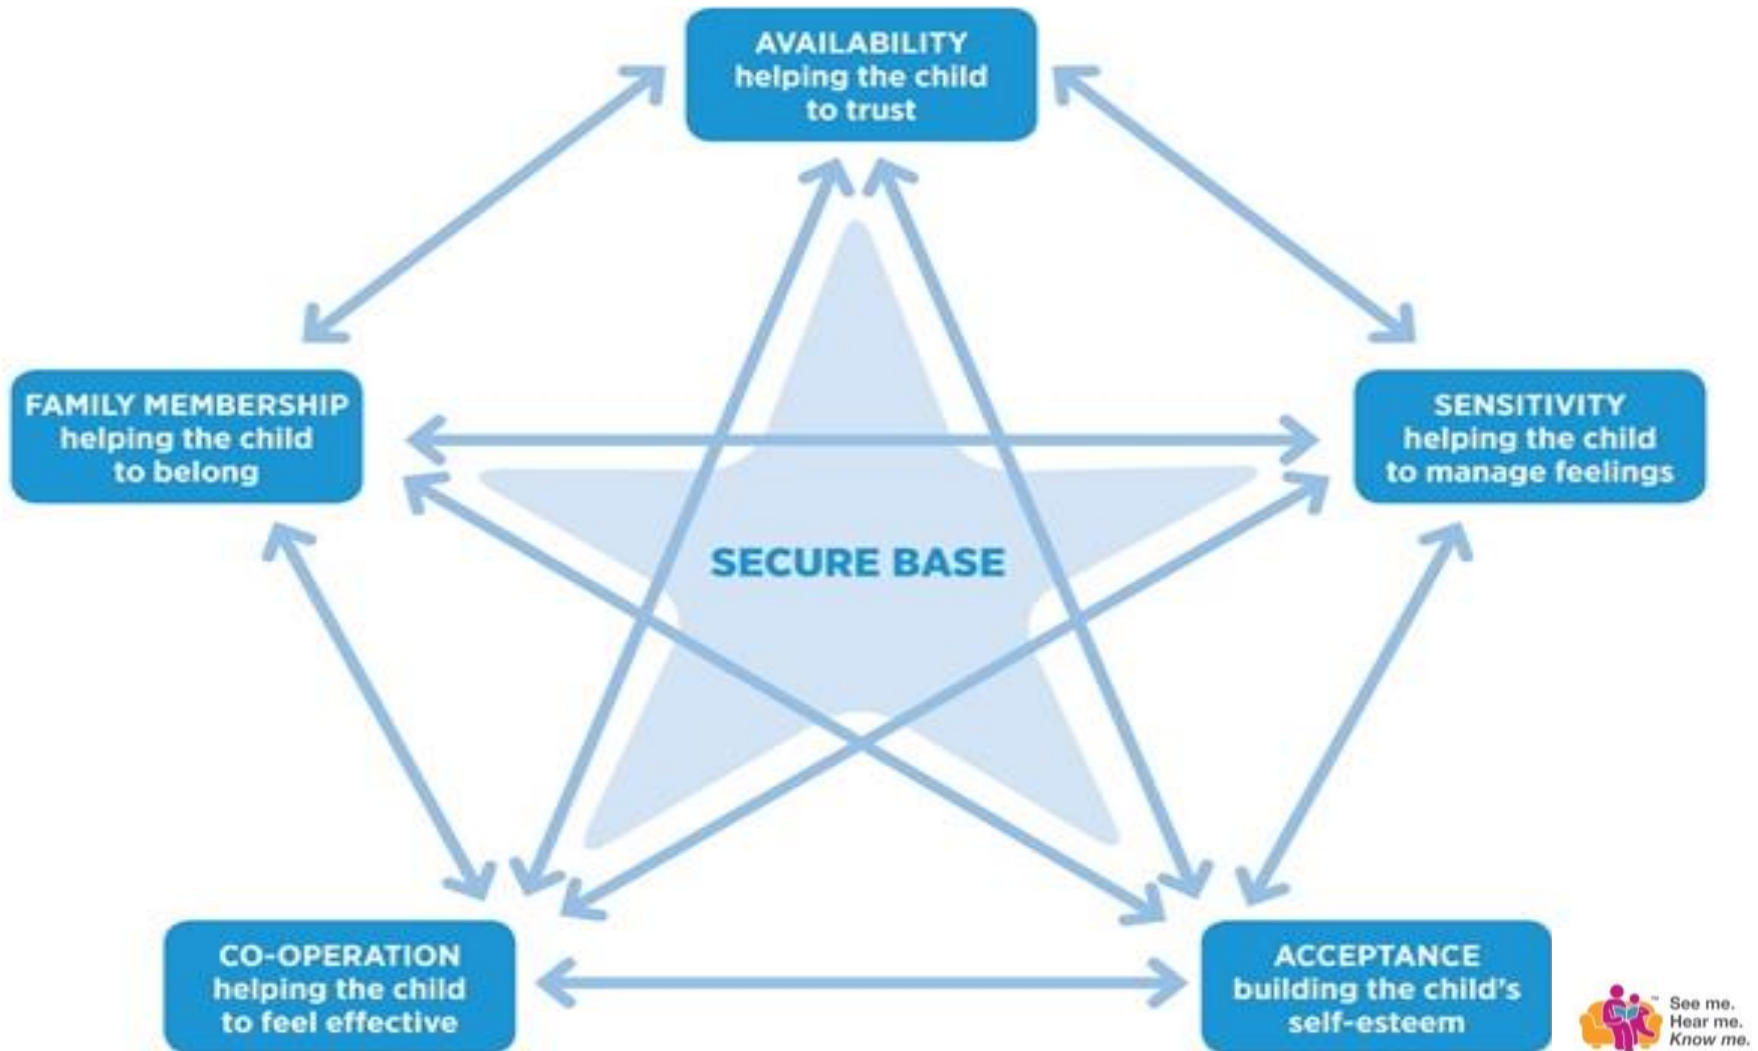 AVAILABILITY
helping the child
to trust
FAMILY MEMBERSHIP
helping the child
to belong
SENSITIVITY
helping the child
to manage feelings
SECURE BASE
CO-OPERATION
helping the child
to feel effective
ACCEPTANCE
building the child's
self-esteem
See me.
Hear me.
Know me.